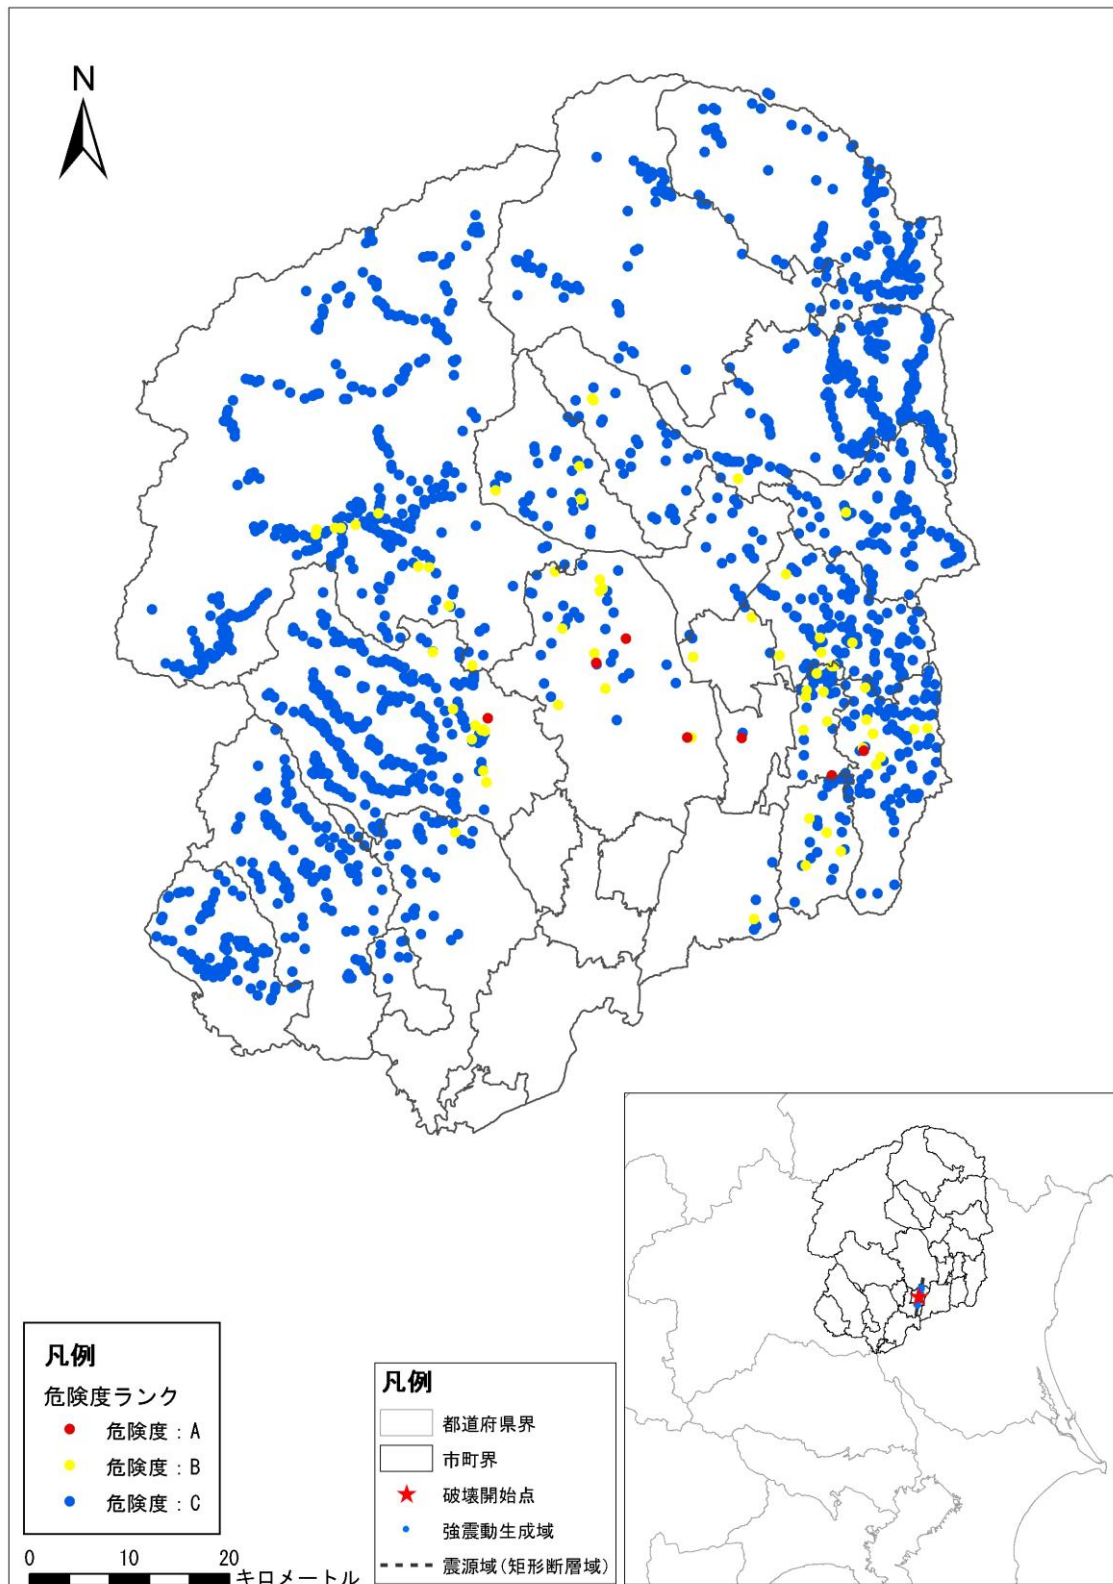 N
凡例
危険度ランク
危険度：A
危険度：B
危険度：C
0 10 20
キロメートル
凡例
都道府県界
市町界
破壊開始点
強震動生成域
震源域(矩形断層域)